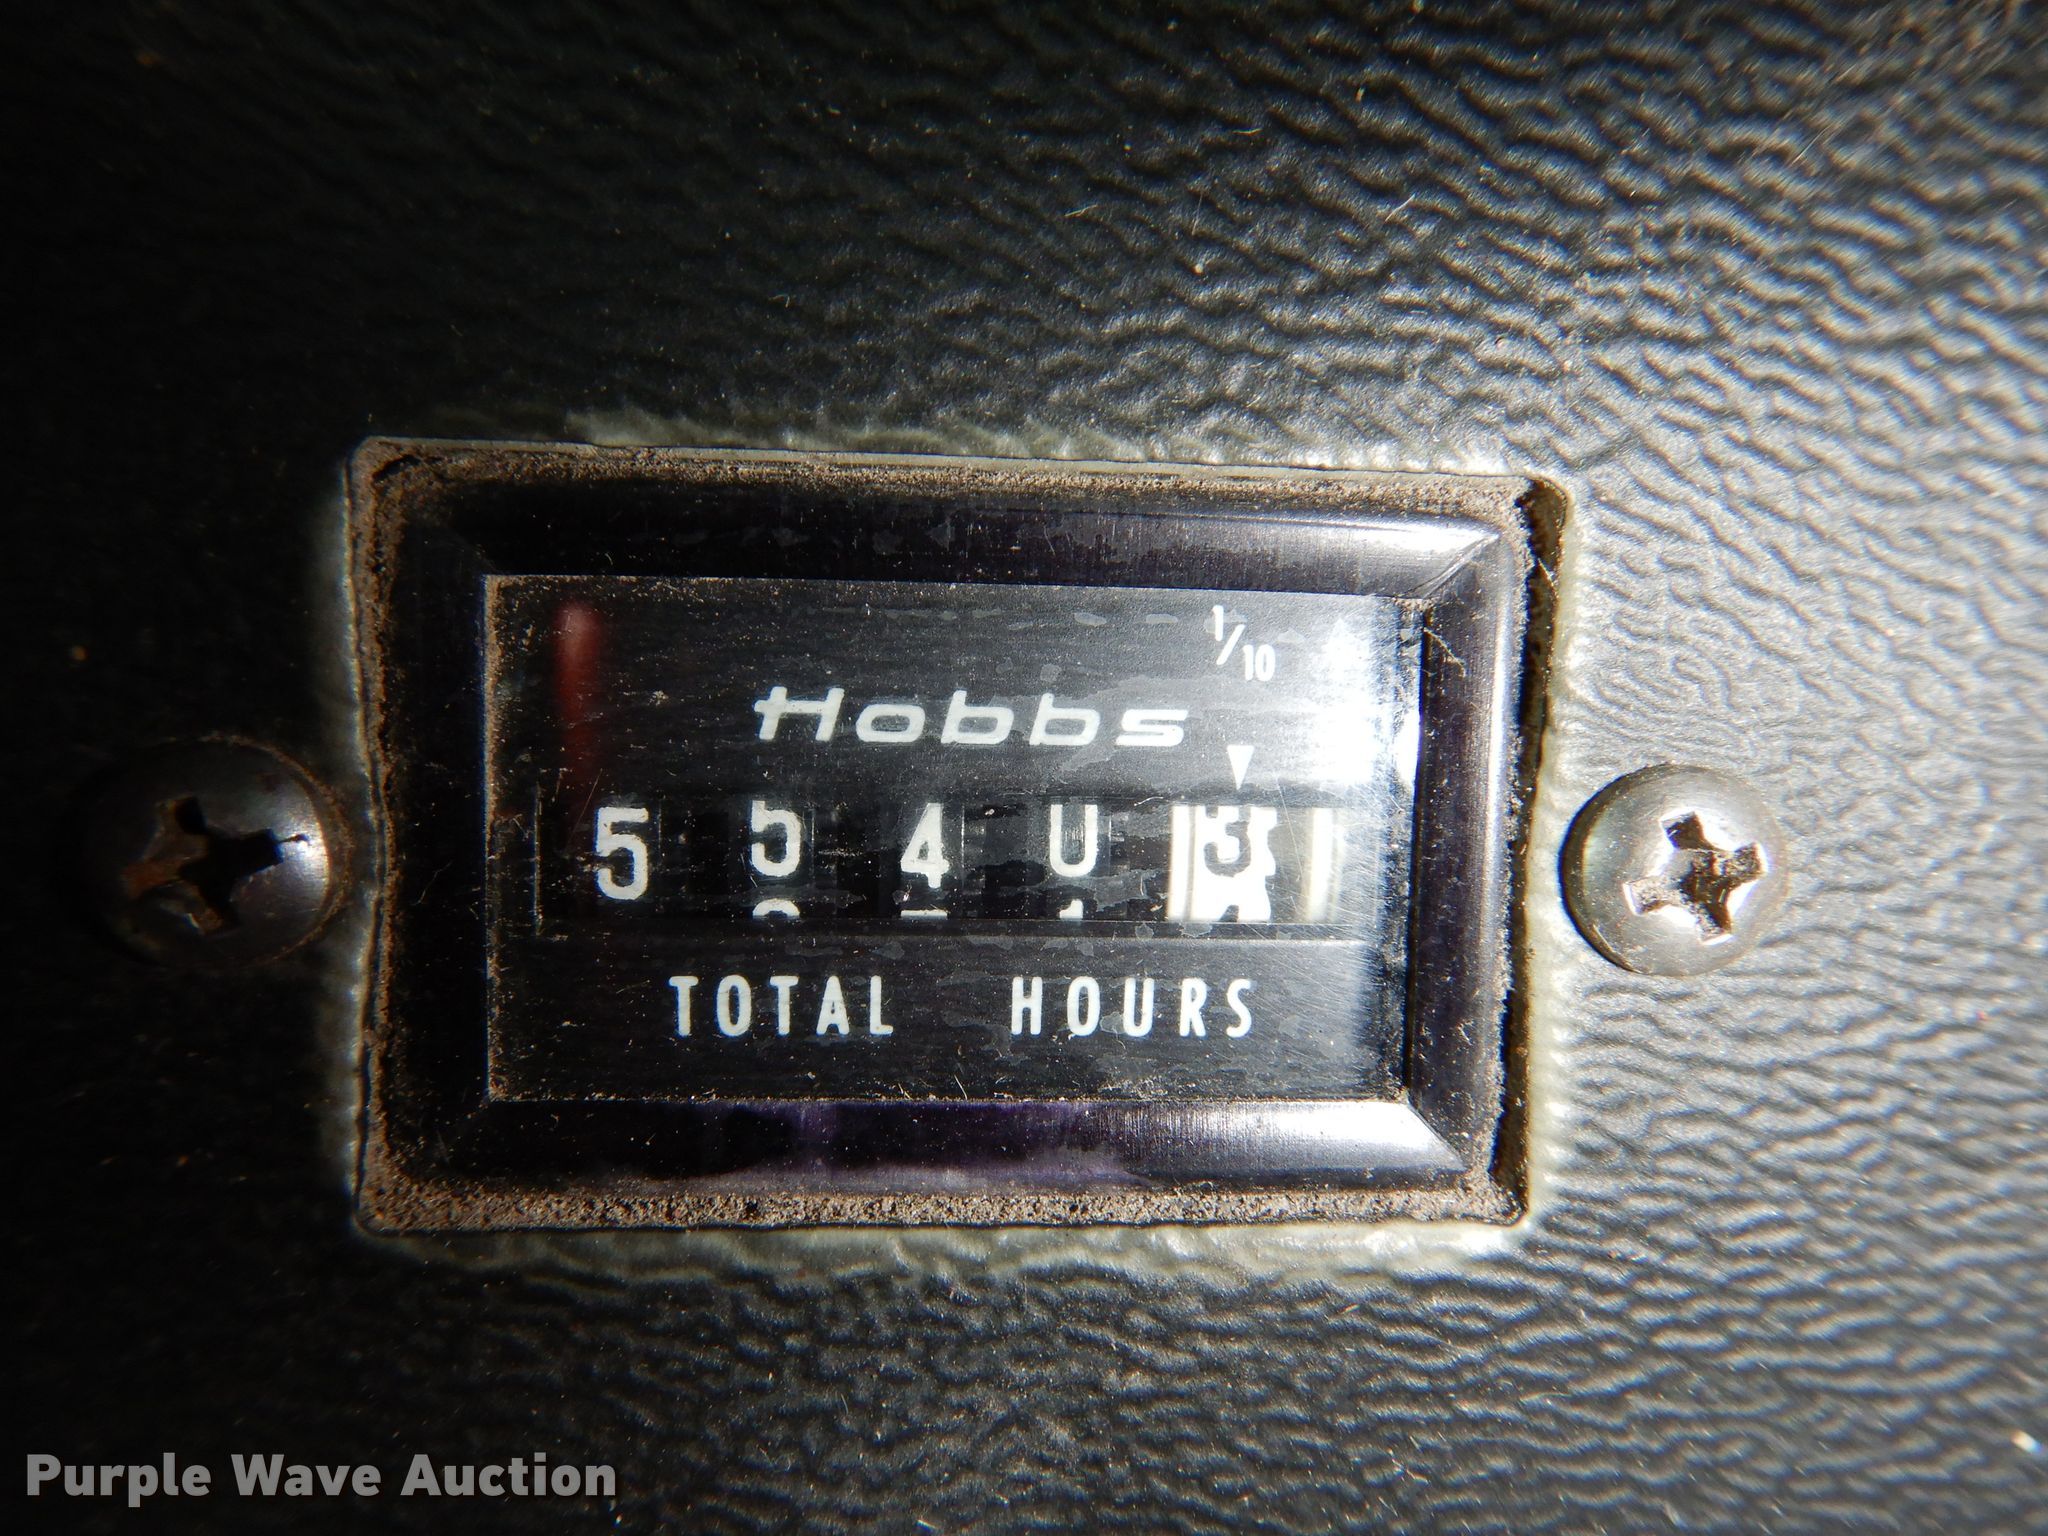 1/10
Hobbs
5 5 4 0 3
TOTAL HOURS
Purple Wave Auction